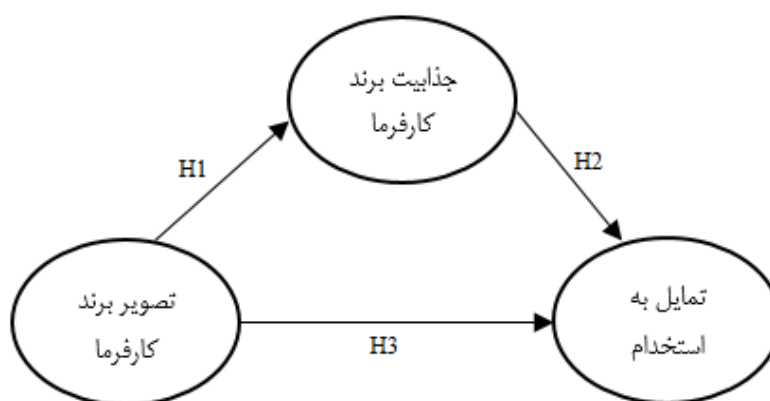 جذابیت برند
کارفرما
H1
H2
تصویر برند
کارفرما
تمایل به
استخدام
H3